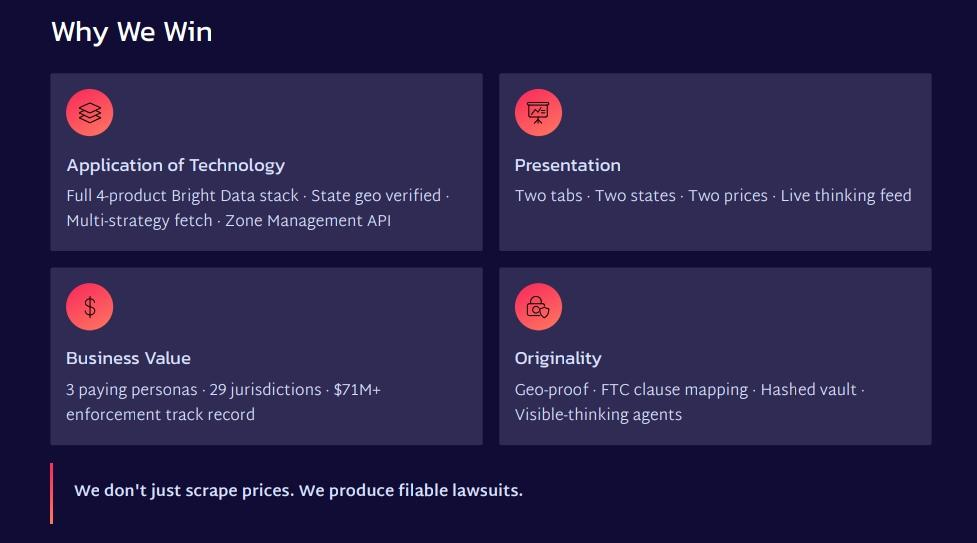 Why We Win
Application of Technology
Full 4-product Bright Data stack · State geo verified ·
Multi-strategy fetch · Zone Management API
Presentation
Two tabs · Two states · Two prices · Live thinking feed
Business Value
3 paying personas · 29 jurisdictions · $71M+
enforcement track record
Originality
Geo-proof · FTC clause mapping · Hashed vault ·
Visible-thinking agents
We don't just scrape prices. We produce filable lawsuits.